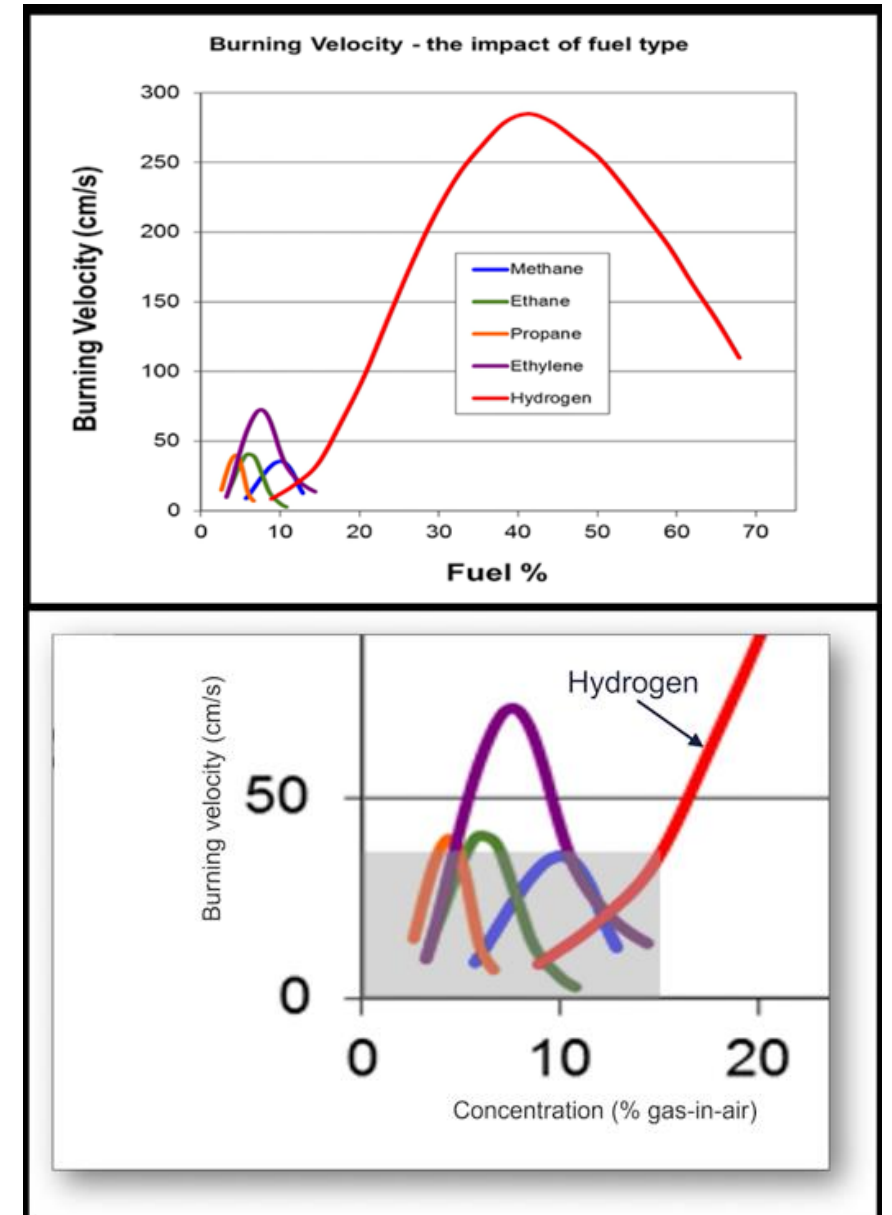 Burning Velocity - the impact of fuel type
Burning Velocity (cm/s)
300
250
200
150
100
50
0
Methane
Ethane
Propane
Ethylene
Hydrogen
0 10 20 30 40 50 60 70
Fuel %
Burning velocity (cm/s)
Hydrogen
50
0
0 10 20
Concentration (% gas-in-air)